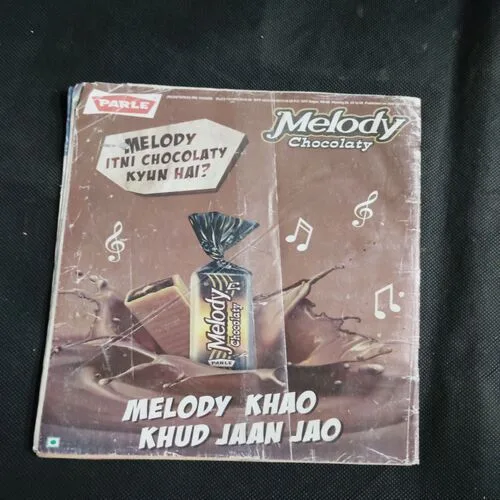 PARLE
Melody
Chocolaty
MELODY
ITNI CHOCOLATY
KYUN HAI?
Melody
Chocolaty
PARLE
MELODY KHAO
KHUD JAAN JAO